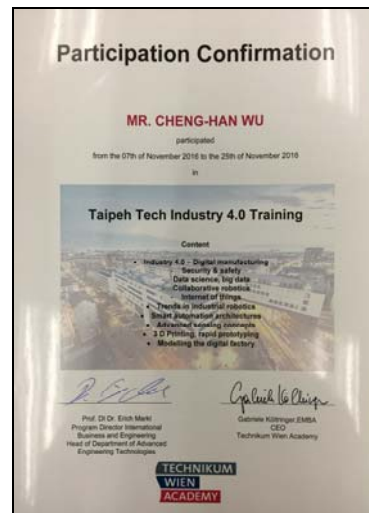 Participation Confirmation
MR. CHENG-HAN WU
participated
from the 07th of November 2016 to the 25th of November 2016
in
Taipeh Tech Industry 4.0 Training
Content
• Industry 4.0 – Digital manufacturing
• Security & safety
• Data science, big data
• Collaborative robotics
• Internet of things
• Trends in industrial robotics
• Smart automation architectures
• Advanced sensing concepts
• 3 D Printing, rapid prototyping
• Modelling the digital factory
Prof. DI Dr. Erich Markl
Program Director International
Business and Engineering
Head of Department of Advanced
Engineering Technologies
Gabriele Költringer, EMBA
CEO
Technikum Wien Academy
TECHNIKUM
WIEN
ACADEMY